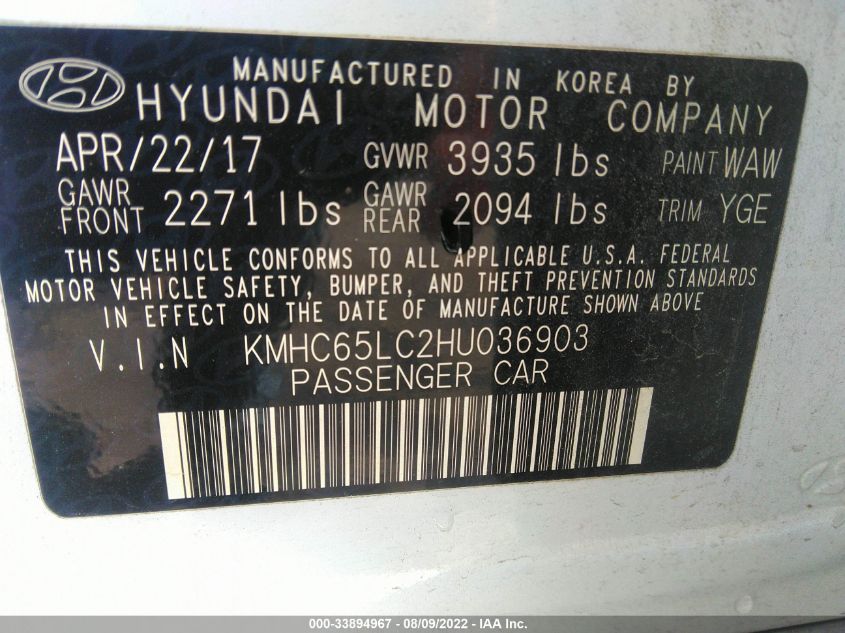 MANUFACTURED IN KOREA BY
HYUNDAI MOTOR COMPANY
APR/22/17 GVWR 3935 lbs PAINT WAW
GAWR FRONT 2271 lbs GAWR REAR 2094 lbs TRIM YGE
THIS VEHICLE CONFORMS TO ALL APPLICABLE U.S.A. FEDERAL
MOTOR VEHICLE SAFETY, BUMPER, AND THEFT PREVENTION STANDARDS
IN EFFECT ON THE DATE OF MANUFACTURE SHOWN ABOVE
V.I.N KMHC65LC2HU036903
PASSENGER CAR
000-33894967 - 08/09/2022 - IAA Inc.